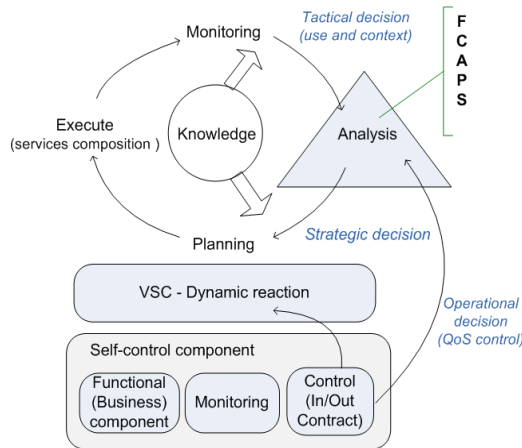 Monitoring
Tactical decision
(use and context)
F
C
A
P
S
Execute
(services composition )
Knowledge
Analysis
Planning
Strategic decision
VSC - Dynamic reaction
Operational
decision
(QoS control)
Self-control component
Functional
(Business)
component
Monitoring
Control
(In/Out
Contract)